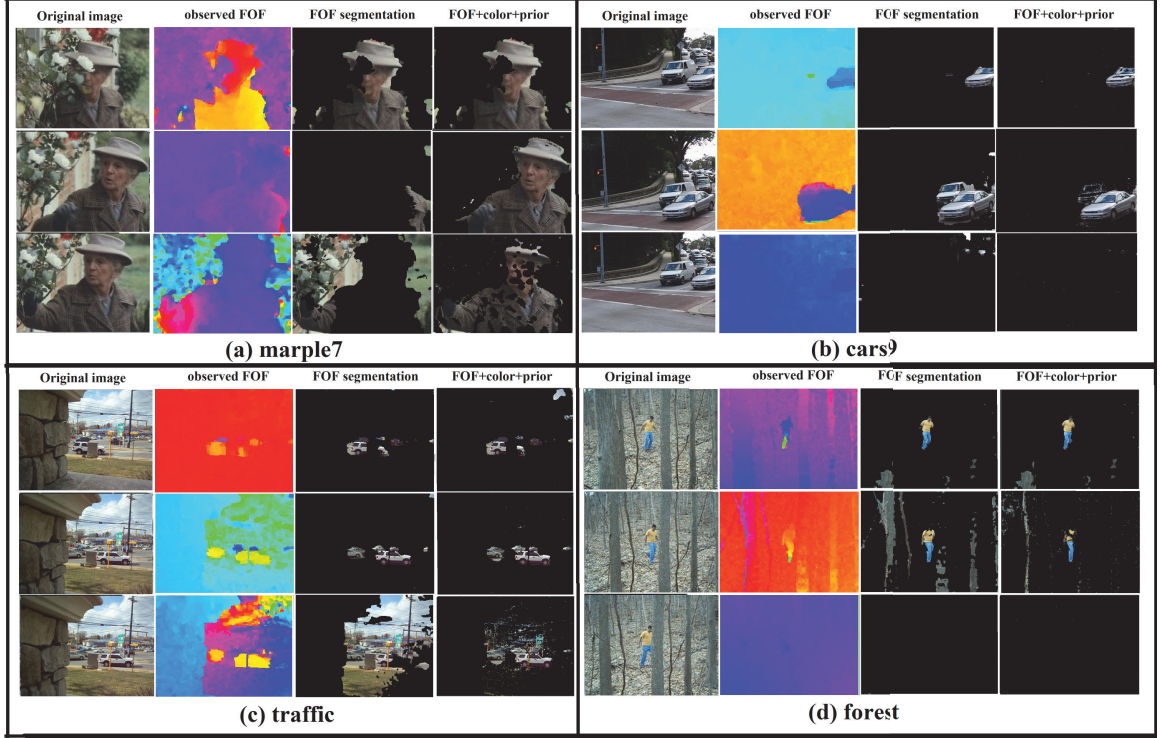 Original image observed FOF FOF segmentation FOF+color+prior
(a) marple7
Original image observed FOF FOF segmentation FOF+color+prior
(b) cars9
Original image observed FOF FOF segmentation FOF+color+prior
(c) traffic
Original image observed FOF FOF segmentation FOF+color+prior
(d) forest